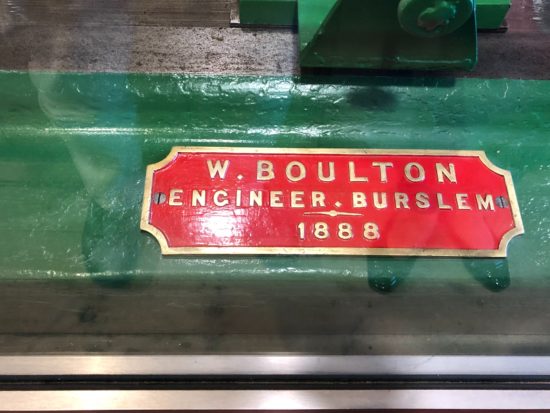 W. BOULTON
ENGINEER. BURSLEM
1888